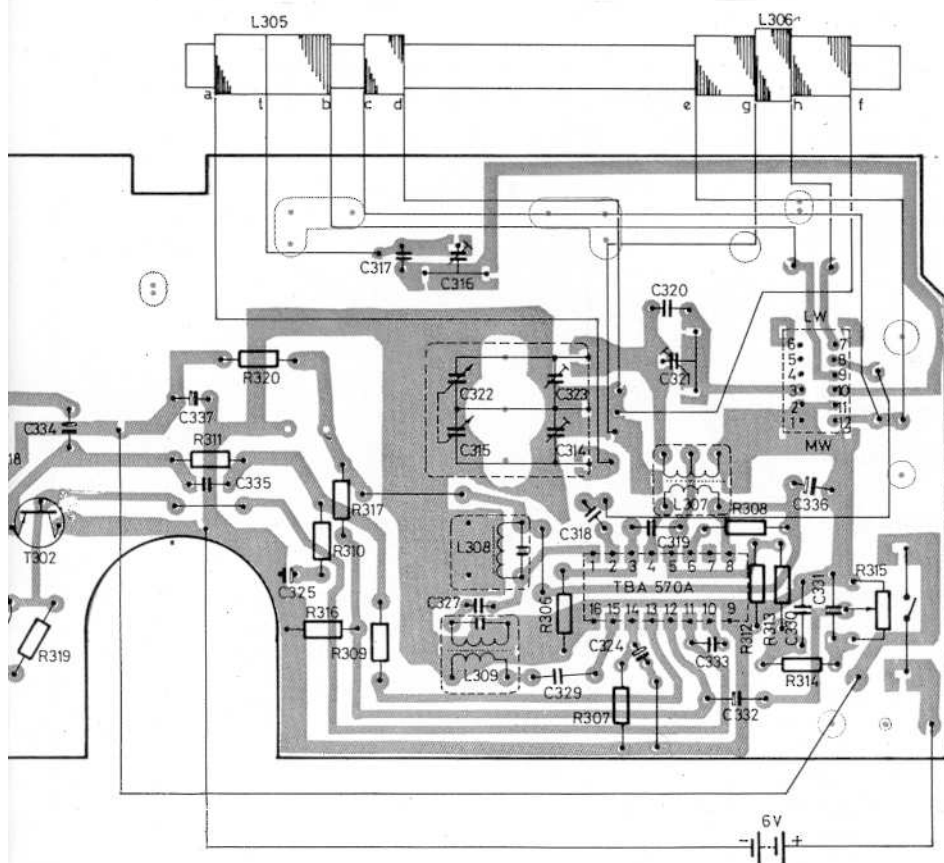 L305
L306
a t b c d e g h f
C317
C316
C320
LW
R320
C322
C323
C321
6 7
5 8
4 9
3 10
2 11
1 12
C337
C334
R311
C315
C314
MW
18
C335
R317
L307
C336
T302
R310
L308
C318
C319
R308
1 2 3 4 5 6 7 8
TBA 570A
C325
C327
R306
R312
R313
C330
C331
R315
16 15 14 13 12 11 10 9
R316
R309
C324
C333
R319
L309
C329
R314
R307
C332
6V
- +